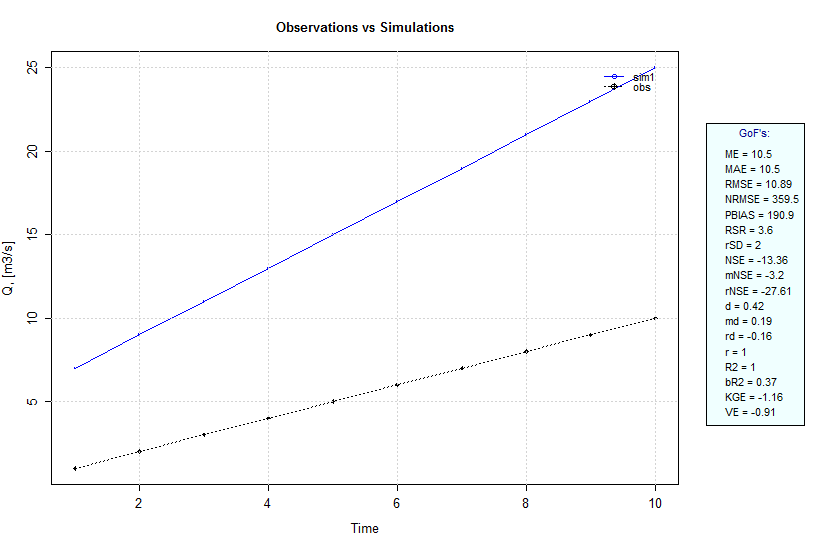 Observations vs Simulations
sim1
obs
25
20
15
10
5
Q, [m3/s]
2
4
6
8
10
Time
GoF's:
ME = 10.5
MAE = 10.5
RMSE = 10.89
NRMSE = 359.5
PBIAS = 190.9
RSR = 3.6
rSD = 2
NSE = -13.36
mNSE = -3.2
rNSE = -27.61
d = 0.42
md = 0.19
rd = -0.16
r = 1
R2 = 1
bR2 = 0.37
KGE = -1.16
VE = -0.91